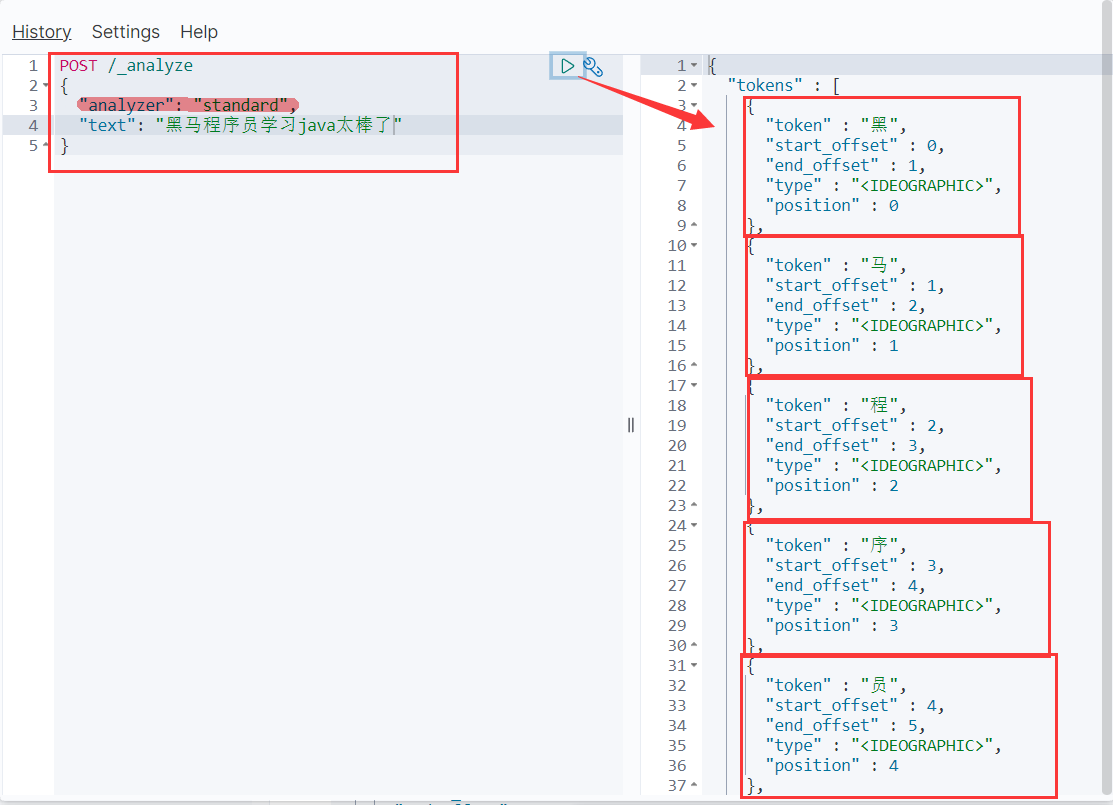 History Settings Help
1 POST /_analyze
2 {
3 "analyzer": "standard",
4 "text": "黑马程序员学习java太棒了"
5 }
1 {
2 "tokens" : [
3 {
4 "token" : "黑",
5 "start_offset" : 0,
6 "end_offset" : 1,
7 "type" : "<IDEOGRAPHIC>",
8 "position" : 0
9 },
10 {
11 "token" : "马",
12 "start_offset" : 1,
13 "end_offset" : 2,
14 "type" : "<IDEOGRAPHIC>",
15 "position" : 1
16 },
17 {
18 "token" : "程",
19 "start_offset" : 2,
20 "end_offset" : 3,
21 "type" : "<IDEOGRAPHIC>",
22 "position" : 2
23 },
24 {
25 "token" : "序",
26 "start_offset" : 3,
27 "end_offset" : 4,
28 "type" : "<IDEOGRAPHIC>",
29 "position" : 3
30 },
31 {
32 "token" : "员",
33 "start_offset" : 4,
34 "end_offset" : 5,
35 "type" : "<IDEOGRAPHIC>",
36 "position" : 4
37 },